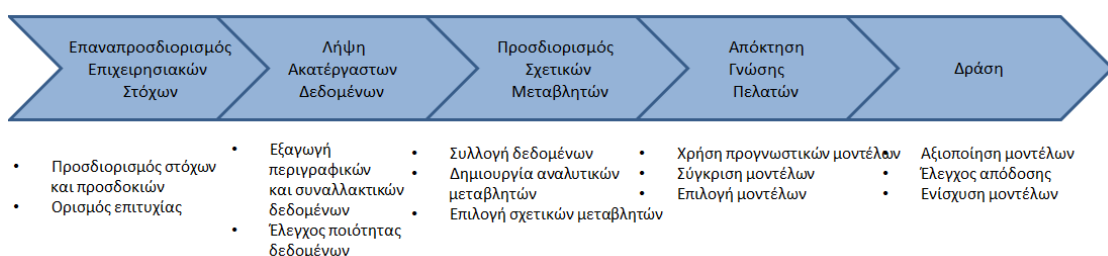 Επαναπροσδιορισμός
Επιχειρησιακών
Στόχων
Λήψη
Ακατέργαστων
Δεδομένων
Προσδιορισμός
Σχετικών
Μεταβλητών
Απόκτηση
Γνώσης
Πελατών
Δράση
• Προσδιορισμός στόχων
και προσδοκιών
• Ορισμός επιτυχίας
• Εξαγωγή
περιγραφικών
και συναλλακτικών
δεδομένων
• Έλεγχος ποιότητας
δεδομένων
• Συλλογή δεδομένων
• Δημιουργία αναλυτικών
μεταβλητών
• Επιλογή σχετικών μεταβλητών
• Χρήση προγνωστικών μοντέλων
• Σύγκριση μοντέλων
• Επιλογή μοντέλων
• Αξιοποίηση μοντέλων
• Έλεγχος απόδοσης
• Ενίσχυση μοντέλων